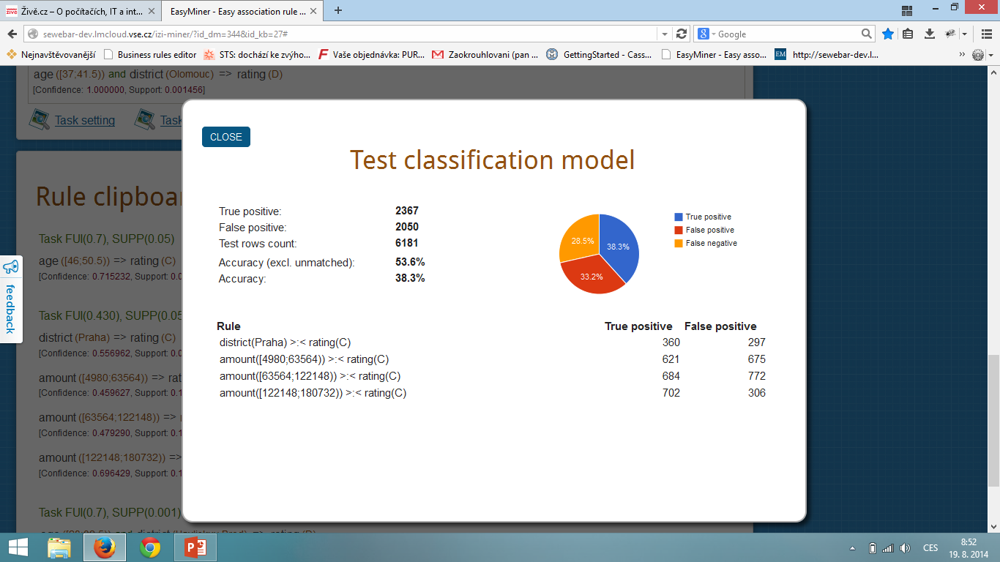 Živě.cz – O počítačích, IT a int...
EasyMiner - Easy association rule ...
sewebar-dev.lmcloud.vse.cz/izi-miner/?id_dm=344&id_kb=27#
Google
Nejnavštěvovanější
Business rules editor
STS: dochází ke zvýho...
Vaše objednávka: PUR...
Zaokrouhlovani (pan ...
GettingStarted - Cass...
EasyMiner - Easy asso...
EM http://sewebar-dev.l...
age ([37;41.5)) and district (Olomouc) => rating (D)
[Confidence: 1.000000, Support: 0.001456]
Task setting
Task
CLOSE
Test classification model
True positive: 2367
False positive: 2050
Test rows count: 6181
Accuracy (excl. unmatched): 53.6%
Accuracy: 38.3%
28.5%
38.3%
33.2%
True positive
False positive
False negative
Rule True positive False positive
district(Praha) >:< rating(C) 360 297
amount([4980;63564)) >:< rating(C) 621 675
amount([63564;122148)) >:< rating(C) 684 772
amount([122148;180732)) >:< rating(C) 702 306
Rule clipboar
Task FUI(0.7), SUPP(0.05)
age ([46;50.5)) => rating (C)
[Confidence: 0.715232, Support: 0.0
Task FUI(0.430), SUPP(0.05
district (Praha) => rating (C)
[Confidence: 0.556962, Support: 0.0
amount ([4980;63564)) => rat
[Confidence: 0.459627, Support: 0.1
amount ([63564;122148)) =>
[Confidence: 0.479290, Support: 0.1
amount ([122148;180732)) =>
[Confidence: 0.696429, Support: 0.1
Task FUI(0.7), SUPP(0.001)
feedback
CES
8:52
19. 8. 2014